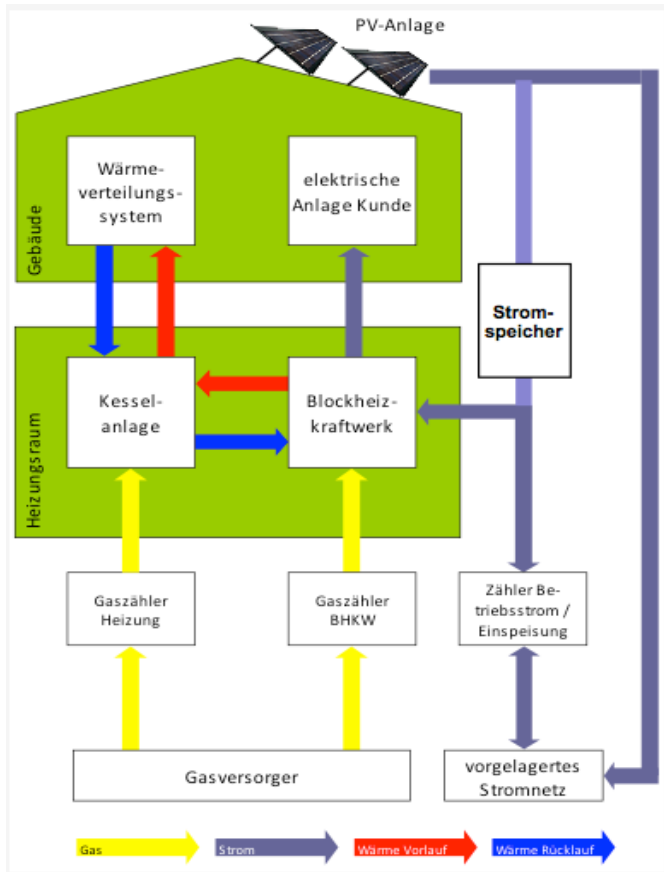 PV-Anlage
Wärme-
verteilungs-
system
elektrische
Anlage Kunde
Gebäude
Strom-
speicher
Kessel-
anlage
Blockheiz-
kraftwerk
Heizungsraum
Gaszähler
Heizung
Gaszähler
BHKW
Zähler Be-
triebsstrom /
Einspeisung
Gasversorger
vorgelagertes
Stromnetz
Gas
Strom
Wärme Vorlauf
Wärme Rücklauf